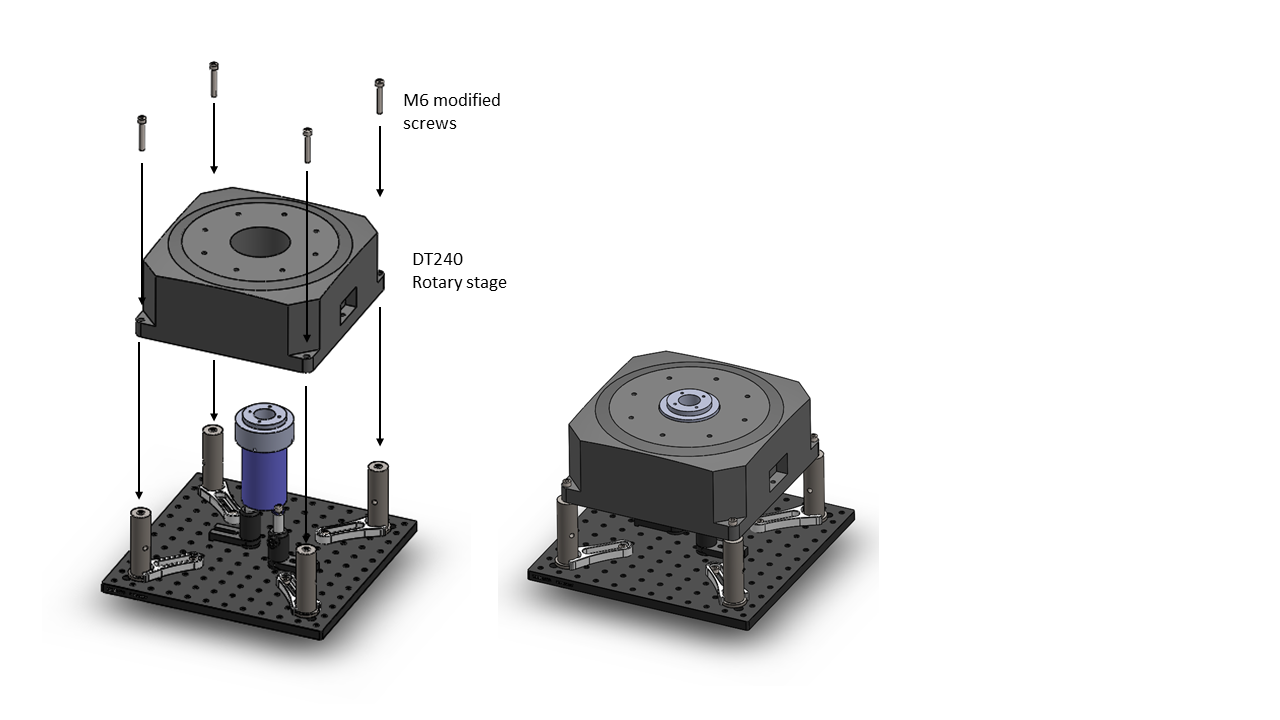 M6 modified
screws
DT240
Rotary stage